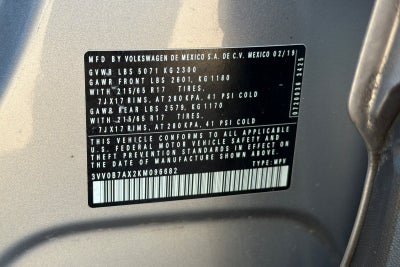 MFD BY VOLKSWAGEN DE MEXICO S.A. DE C.V. MEXICO 02/19
GVWR LBS 5071 KG 2300
GAWR FRONT LBS 2601, KG 1180
WITH 215/65 R17 TIRES,
7JX17 RIMS, AT 280 KPA, 41 PSI COLD
GAWR REAR LBS 2579, KG 1170
WITH 215/65 R17 TIRES,
7JX17 RIMS, AT 280 KPA, 41 PSI COLD
THIS VEHICLE CONFORMS TO ALL APPLICABLE
U.S. FEDERAL MOTOR VEHICLE SAFETY AND
THEFT PREVENTION STANDARDS IN EFFECT ON
THE DATE OF MANUFACTURE SHOWN ABOVE.
3VV0B7AX2KM096682 TYPE: MPV
3425